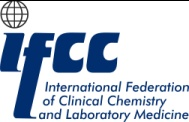 ifcc
International Federation
of Clinical Chemistry
and Laboratory Medicine